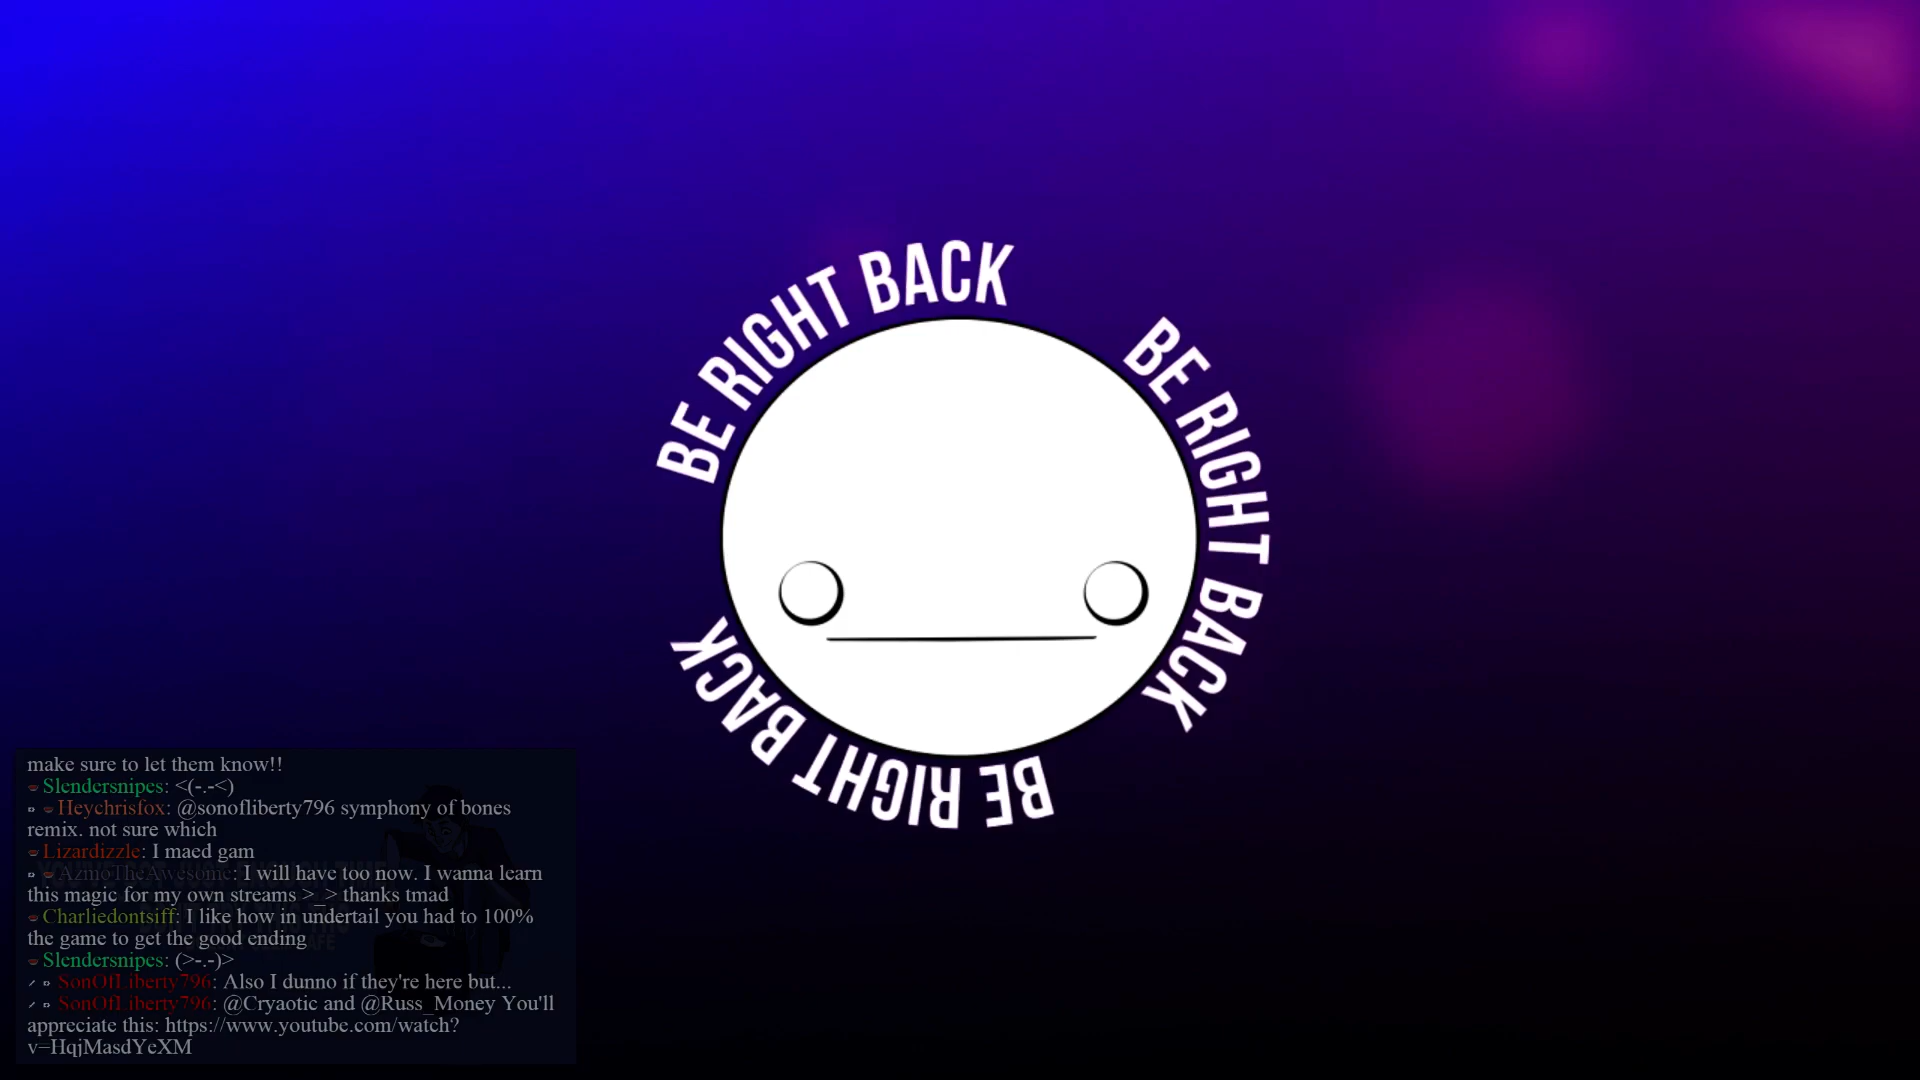 BE RIGHT BACK
BE RIGHT BACK
BE RIGHT BACK
make sure to let them know!!
Slendersnipes: <(-.-<)
Heychrisfox: @sonofliberty796 symphony of bones
remix. not sure which
Lizardizzle: I maed gam
AzmoTheAwesome: I will have too now. I wanna learn
this magic for my own streams >_> thanks tmad
Charliedontsiff: I like how in undertail you had to 100%
the game to get the good ending
Slendersnipes: (>-.-)>
SonOfLiberty796: Also I dunno if they're here but...
SonOfLiberty796: @Cryaotic and @Russ_Money You'll
appreciate this: https://www.youtube.com/watch?
v=HqjMasdYeXM